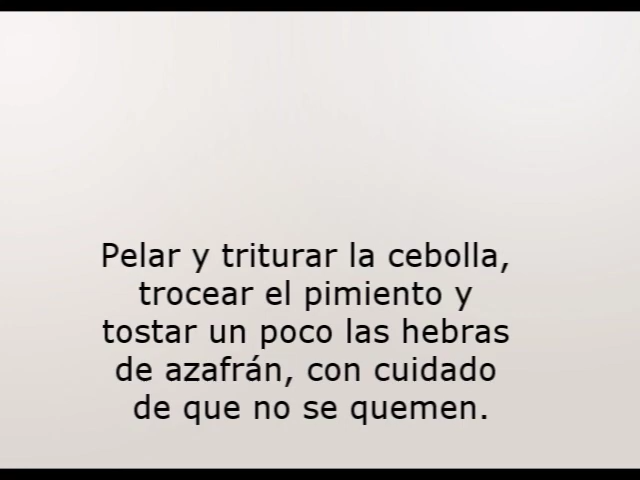 Pelar y triturar la cebolla,
trocear el pimiento y
tostar un poco las hebras
de azafrán, con cuidado
de que no se quemen.